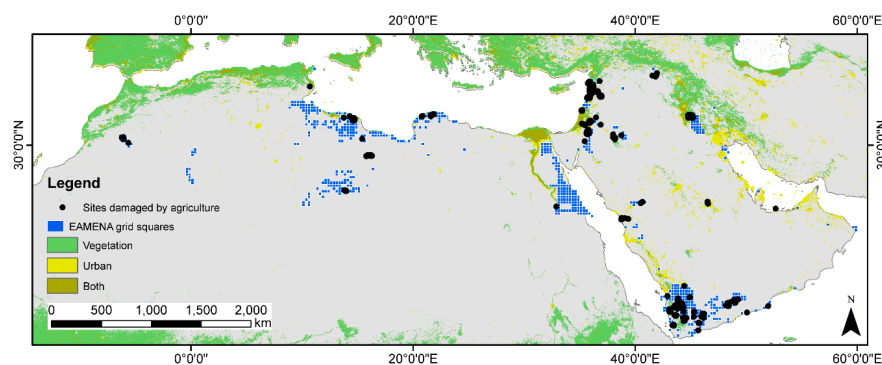 0°0'0" 20°0'0"E 40°0'0"E 60°0'0"E
30°0'0"N 30°0'0"N
Legend
Sites damaged by agriculture
EAMENA grid squares
Vegetation
Urban
Both
0 500 1,000 1,500 2,000
km
N
0°0'0" 20°0'0"E 40°0'0"E 60°0'0"E